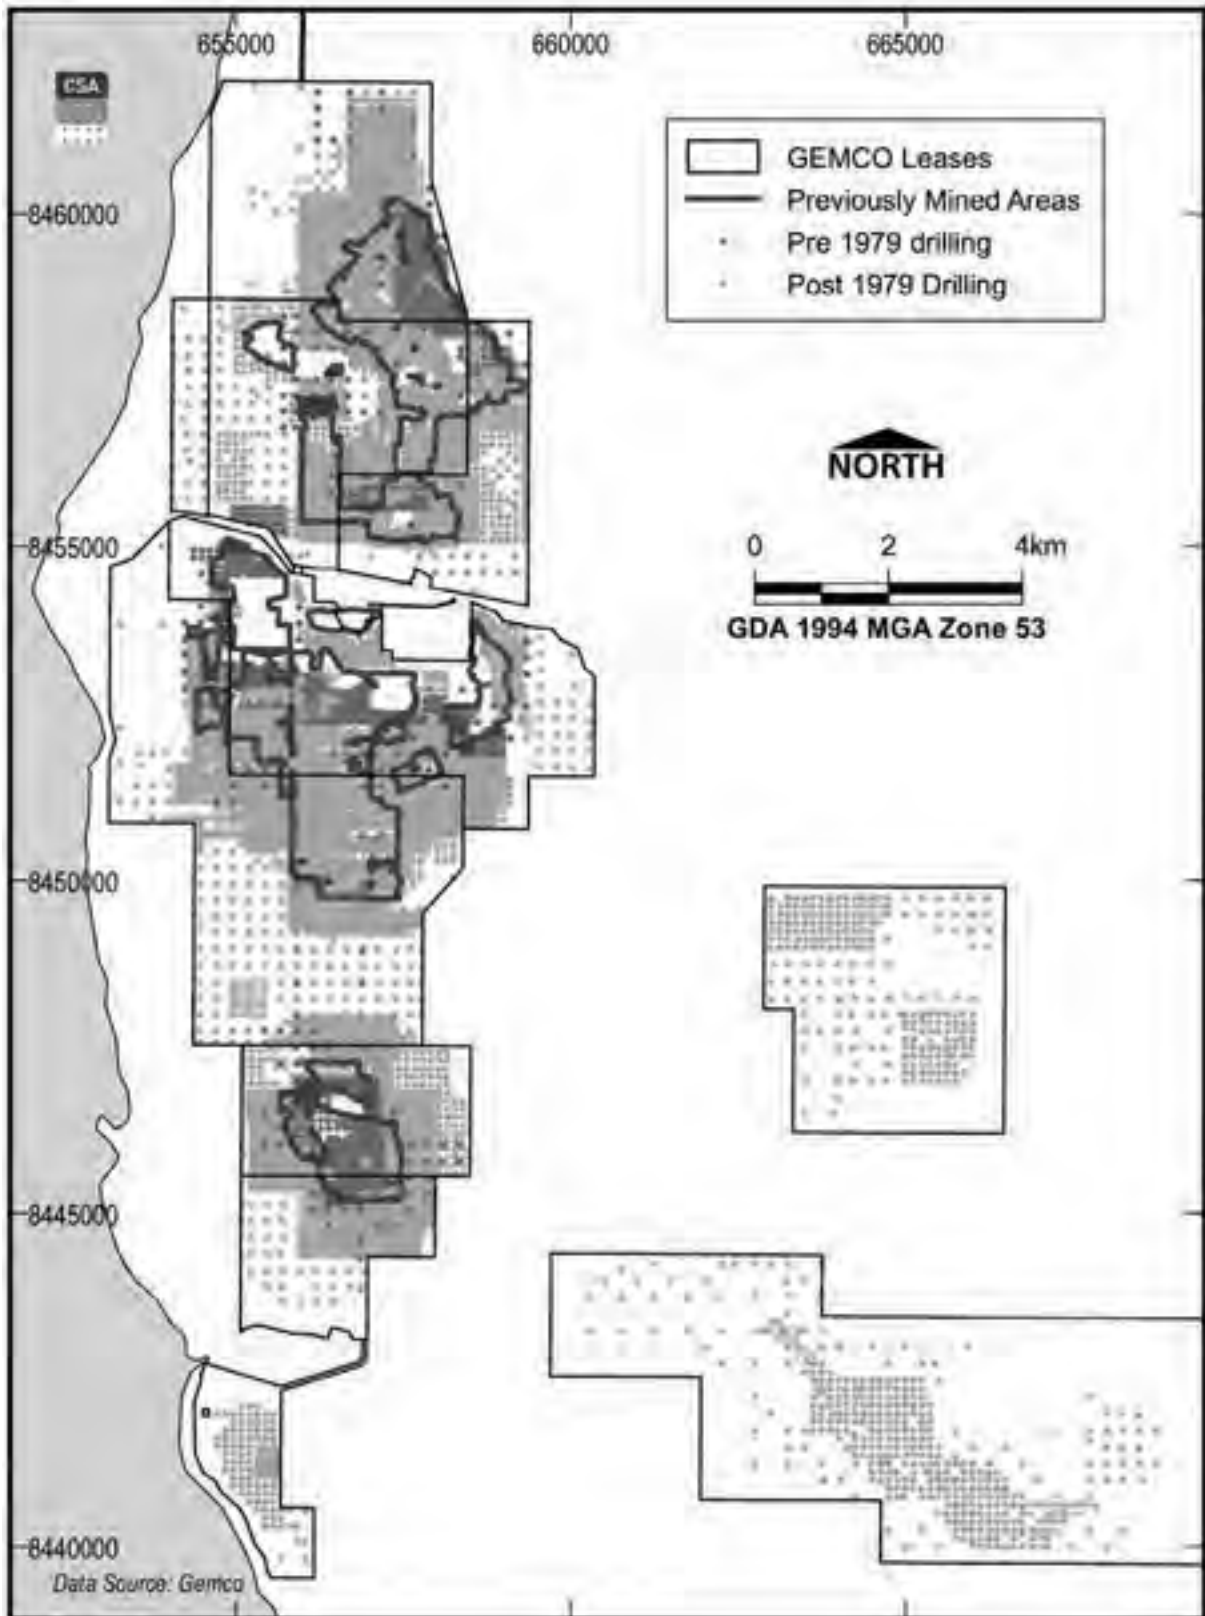 655000 660000 665000
CSA
GEMCO Leases
Previously Mined Areas
Pre 1979 drilling
Post 1979 Drilling
8460000
NORTH
8455000
0 2 4km
GDA 1994 MGA Zone 53
8450000
8445000
8440000
Data Source: Gemco